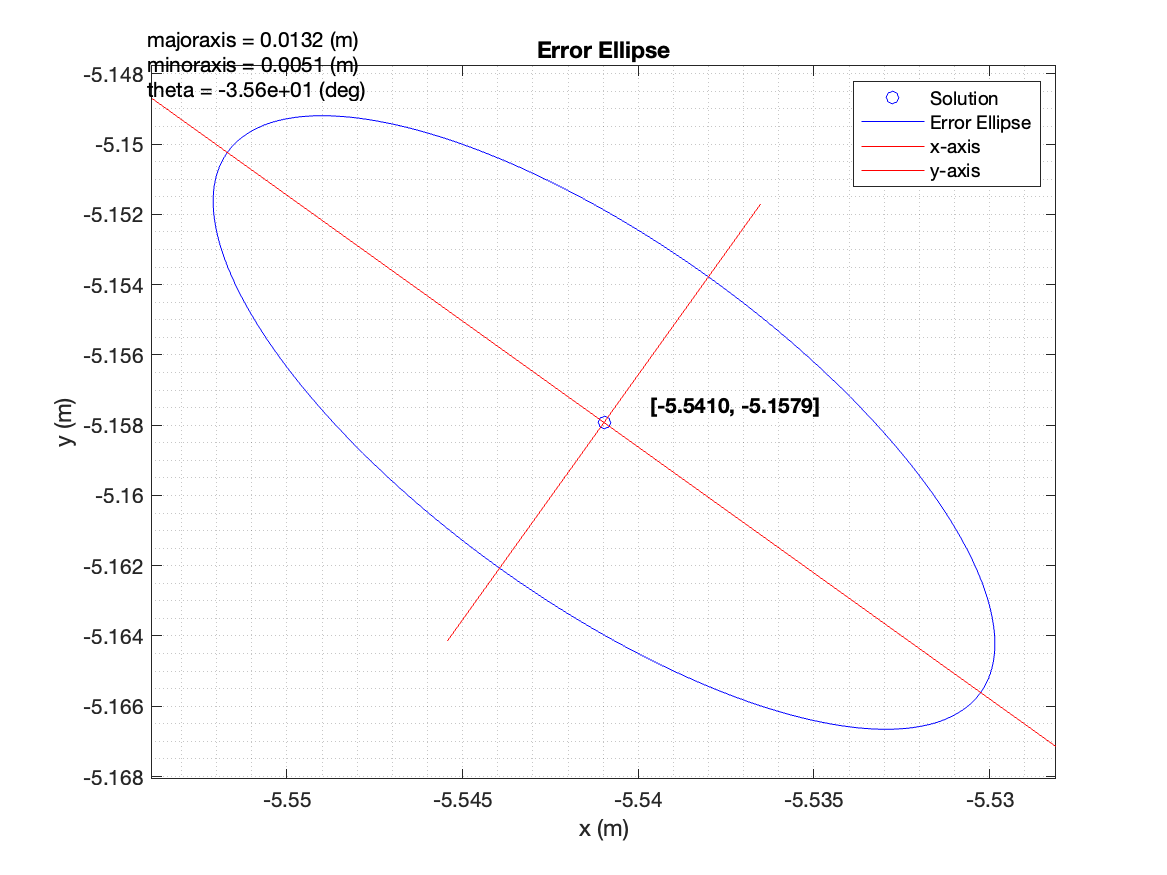 majoraxis = 0.0132 (m)
minoraxis = 0.0051 (m)
theta = -3.56e+01 (deg)
Error Ellipse
Solution
Error Ellipse
x-axis
y-axis
[-5.5410, -5.1579]
-5.148
-5.15
-5.152
-5.154
-5.156
-5.158
-5.16
-5.162
-5.164
-5.166
-5.168
y (m)
-5.55
-5.545
-5.54
-5.535
-5.53
x (m)